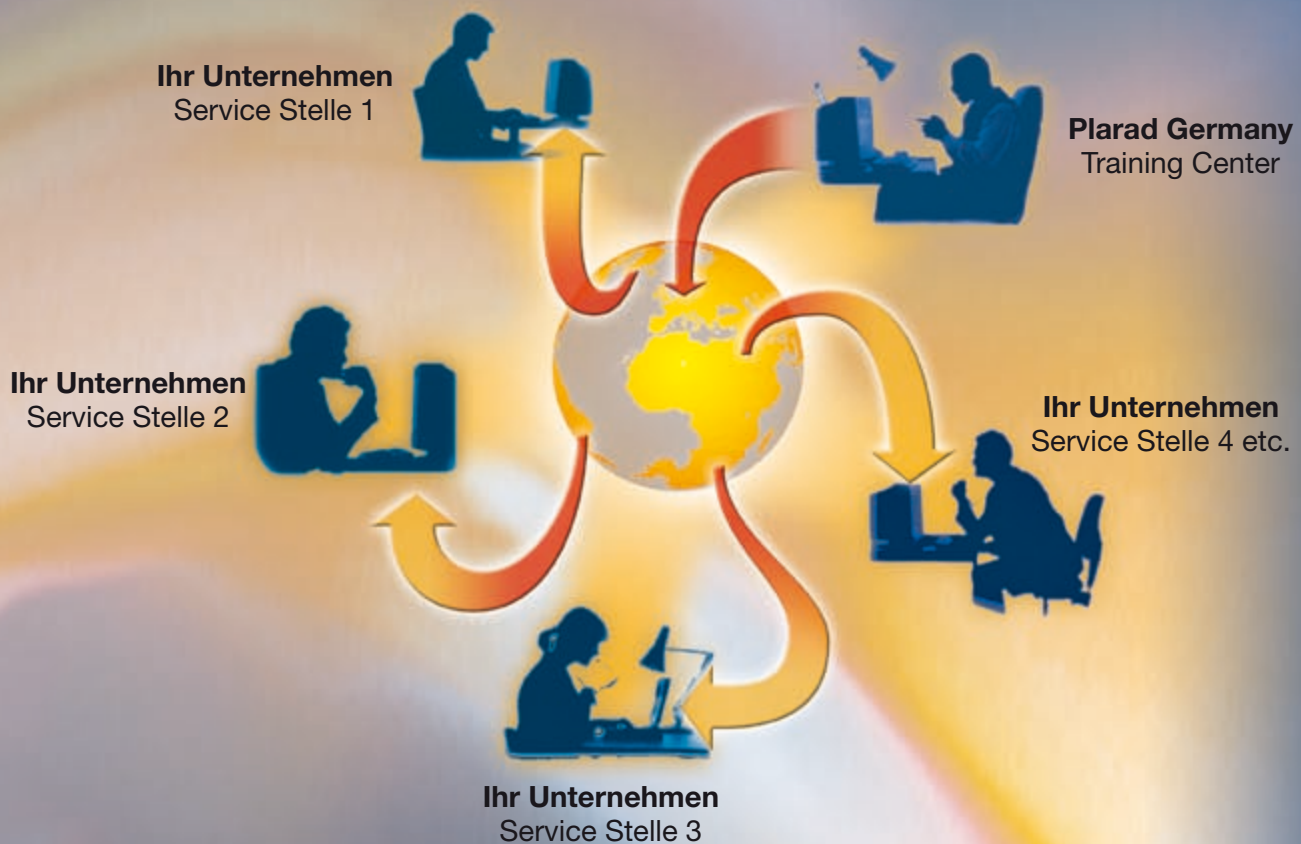 Ihr Unternehmen
Service Stelle 1
Plarad Germany
Training Center
Ihr Unternehmen
Service Stelle 2
Ihr Unternehmen
Service Stelle 4 etc.
Ihr Unternehmen
Service Stelle 3